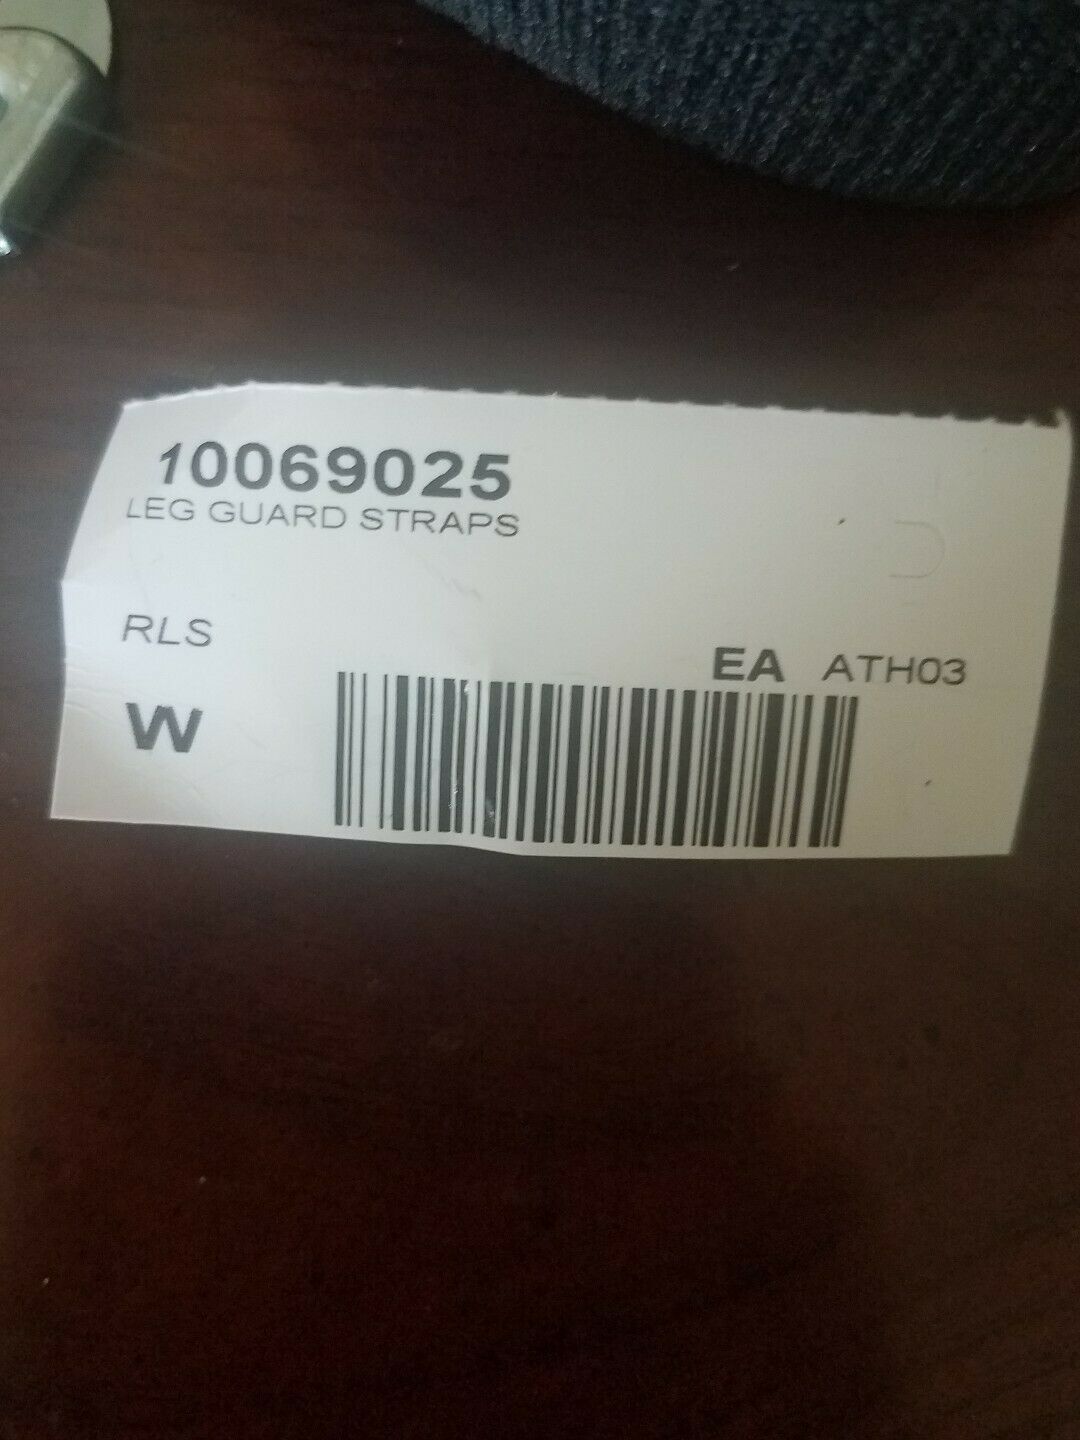 10069025
LEG GUARD STRAPS
RLS
EA ATH03
W